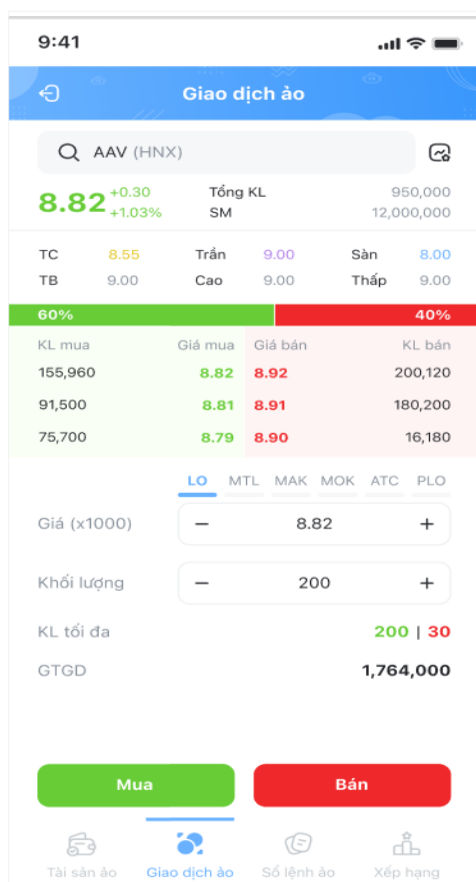 9:41
Giao dịch ảo
AAV (HNX)
8.82 +0.30 Tổng KL 950,000
+1.03% SM 12,000,000
TC 8.55 Trần 9.00 Sàn 8.00
TB 9.00 Cao 9.00 Thấp 9.00
60% 40%
KL mua Giá mua Giá bán KL bán
155,960 8.82 8.92 200,120
91,500 8.81 8.91 180,200
75,700 8.79 8.90 16,180
LO MTL MAK MOK ATC PLO
Giá (x1000) − 8.82 +
Khối lượng − 200 +
KL tối đa 200 | 30
GTGD 1,764,000
Mua Bán
Tài sản ảo Giao dịch ảo Sổ lệnh ảo Xếp hạng